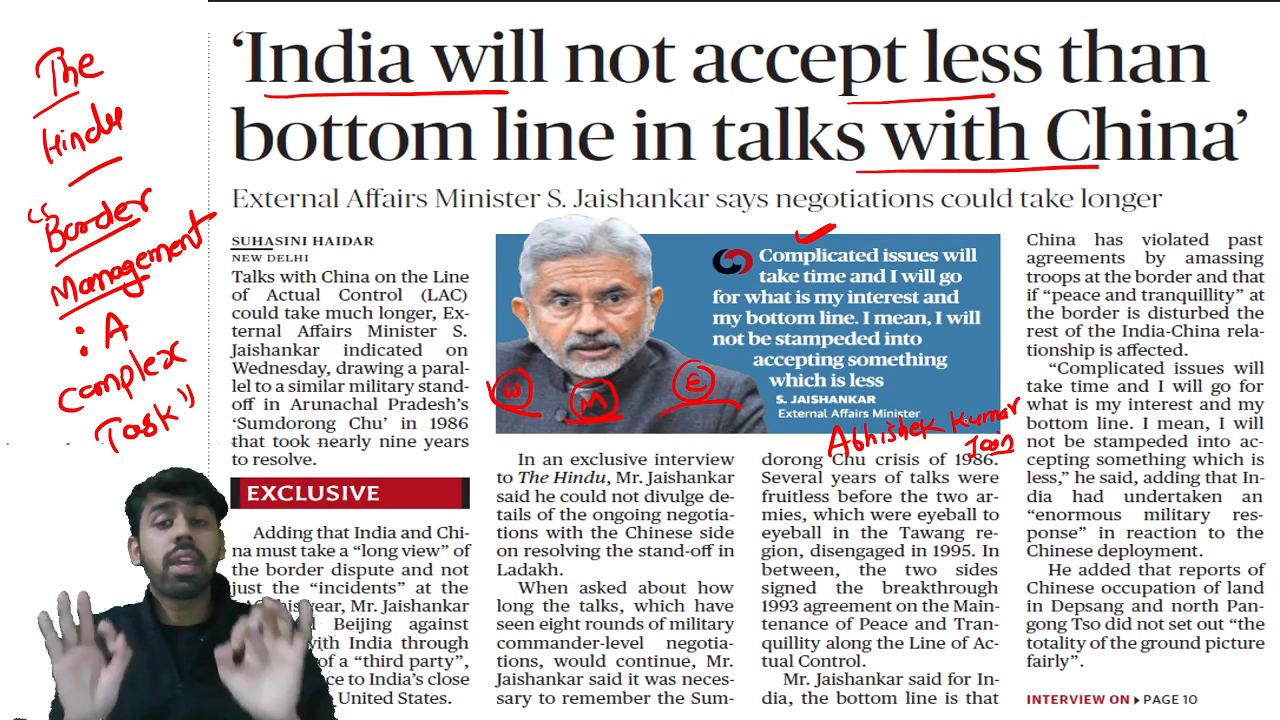 The
Hindu
"Border
Management
: A
Complex
Task"
'India will not accept less than
bottom line in talks with China'
External Affairs Minister S. Jaishankar says negotiations could take longer
SUHASINI HAIDAR
NEW DELHI
Talks with China on the Line
of Actual Control (LAC)
could take much longer, Ex-
ternal Affairs Minister S.
Jaishankar indicated on
Wednesday, drawing a paral-
lel to a similar military stand-
off in Arunachal Pradesh's
'Sumdorong Chu' in 1986
that took nearly nine years
to resolve.
EXCLUSIVE
Adding that India and Chi-
na must take a "long view" of
the border dispute and not
just the "incidents" at the
year, Mr. Jaishankar
Beijing against
with India through
of a "third party",
to India's close
United States.
Complicated issues will
take time and I will go
for what is my interest and
my bottom line. I mean, I will
not be stampeded into
accepting something
which is less
S. JAISHANKAR
External Affairs Minister
W
M
E
Abhishek Kumar
In an exclusive interview
to The Hindu, Mr. Jaishankar
said he could not divulge de-
tails of the ongoing negotia-
tions with the Chinese side
on resolving the stand-off in
Ladakh.
When asked about how
long the talks, which have
seen eight rounds of military
commander-level negotia-
tions, would continue, Mr.
Jaishankar said it was neces-
sary to remember the Sum-
dorong Chu crisis of 1986.
Several years of talks were
fruitless before the two ar-
mies, which were eyeball to
eyeball in the Tawang re-
gion, disengaged in 1995. In
between, the two sides
signed the breakthrough
1993 agreement on the Main-
tenance of Peace and Tran-
quillity along the Line of Ac-
tual Control.
Mr. Jaishankar said for In-
dia, the bottom line is that
China has violated past
agreements by amassing
troops at the border and that
if "peace and tranquillity" at
the border is disturbed the
rest of the India-China rela-
tionship is affected.
"Complicated issues will
take time and I will go for
what is my interest and my
bottom line. I mean, I will
not be stampeded into ac-
cepting something which is
less," he said, adding that In-
dia had undertaken an
"enormous military res-
ponse" in reaction to the
Chinese deployment.
He added that reports of
Chinese occupation of land
in Depsang and north Pan-
gong Tso did not set out "the
totality of the ground picture
fairly".
INTERVIEW ON PAGE 10